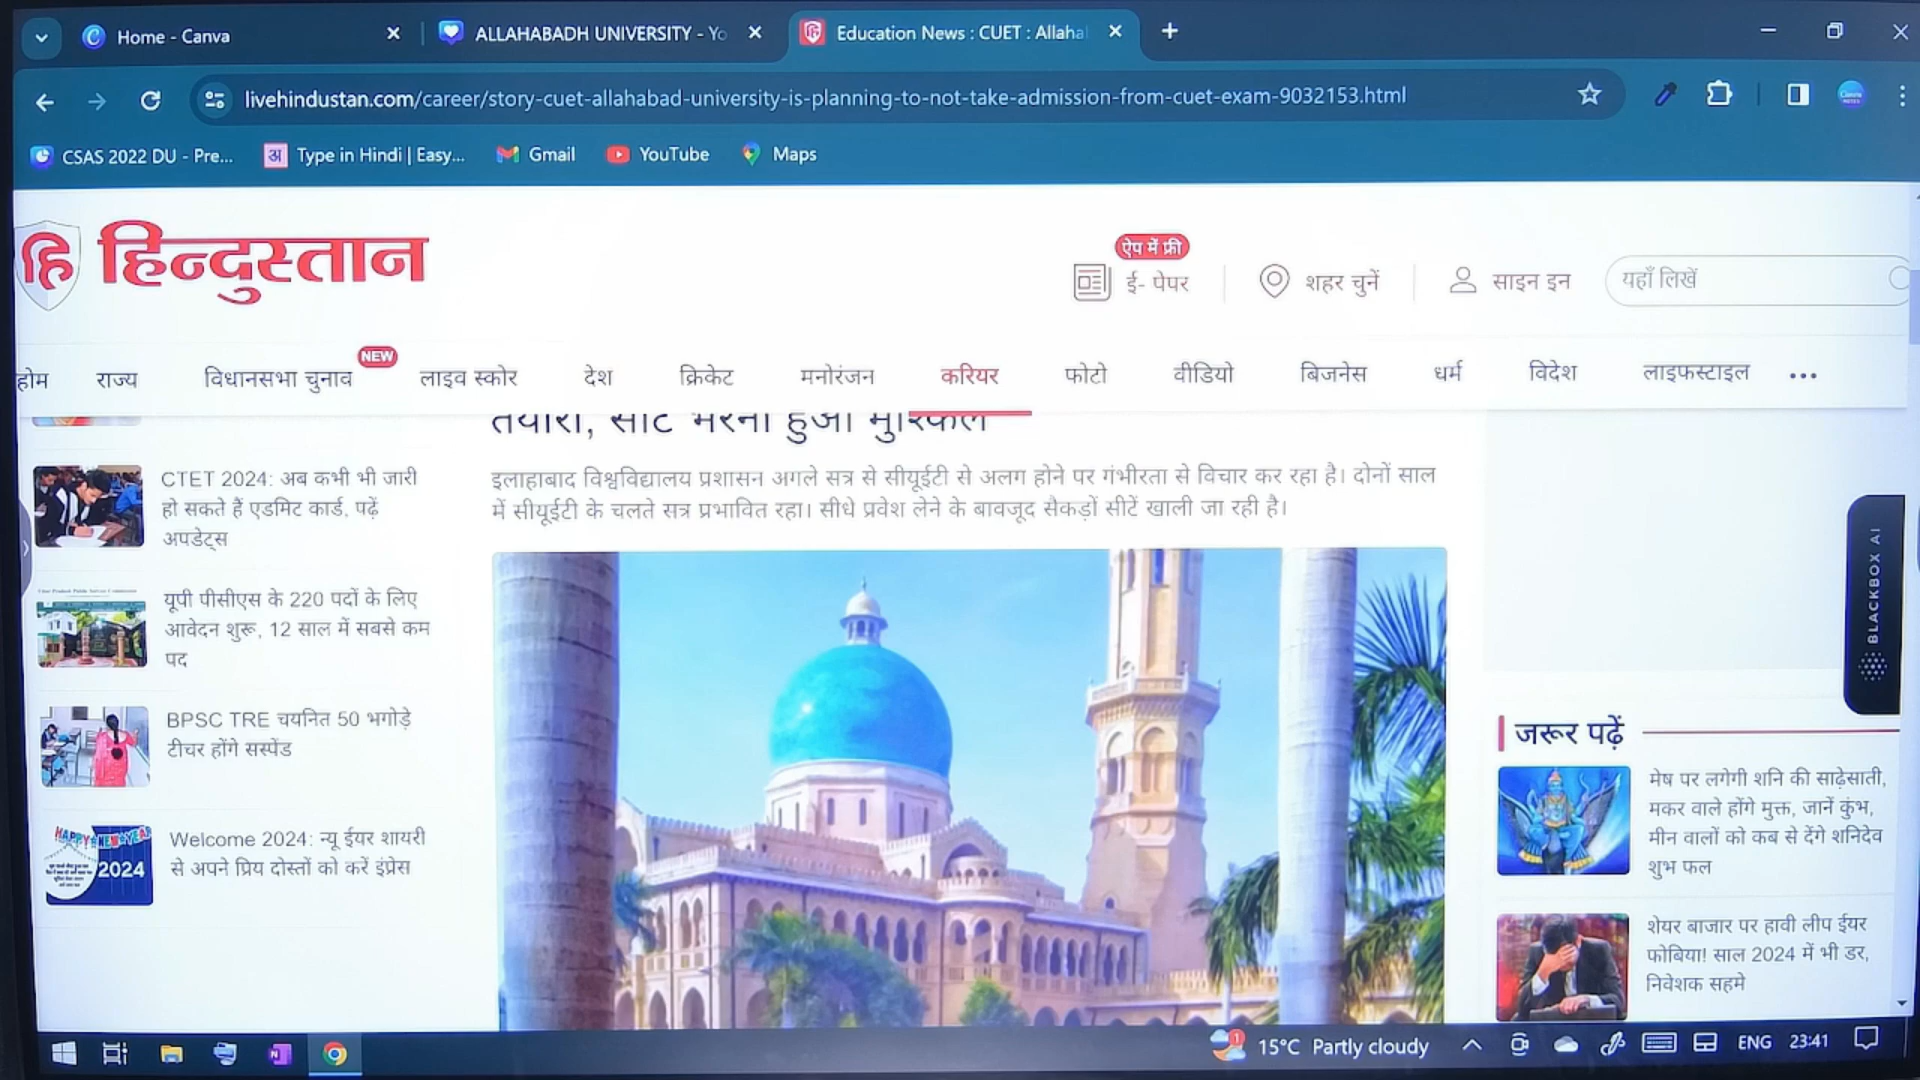 Home - Canva
ALLAHABADH UNIVERSITY - Yo
Education News : CUET : Allaha
livehindustan.com/career/story-cuet-allahabad-university-is-planning-to-not-take-admission-from-cuet-exam-9032153.html
CSAS 2022 DU - Pre...
Type in Hindi | Easy...
Gmail
YouTube
Maps
हि हिन्दुस्तान
ऐप में फ्री
ई- पेपर
शहर चुनें
साइन इन
यहाँ लिखें
होम
राज्य
विधानसभा चुनाव
NEW
लाइव स्कोर
देश
क्रिकेट
मनोरंजन
करियर
फोटो
वीडियो
बिजनेस
धर्म
विदेश
लाइफस्टाइल
तैयारी, सीटें भरना हुआ मुश्किल
इलाहाबाद विश्वविद्यालय प्रशासन अगले सत्र से सीयूईटी से अलग होने पर गंभीरता से विचार कर रहा है। दोनों साल
में सीयूईटी के चलते सत्र प्रभावित रहा। सीधे प्रवेश लेने के बावजूद सैकड़ों सीटें खाली जा रही है।
CTET 2024: अब कभी भी जारी
हो सकते हैं एडमिट कार्ड, पढ़ें
अपडेट्स
यूपी पीसीएस के 220 पदों के लिए
आवेदन शुरू, 12 साल में सबसे कम
पद
BPSC TRE चयनित 50 भगोड़े
टीचर होंगे सस्पेंड
HAPPY NEW YEAR
2024
Welcome 2024: न्यू ईयर शायरी
से अपने प्रिय दोस्तों को करें इंप्रेस
BLACKBOX AI
जरूर पढ़ें
मेष पर लगेगी शनि की साढ़ेसाती,
मकर वाले होंगे मुक्त, जानें कुंभ,
मीन वालों को कब से देंगे शनिदेव
शुभ फल
शेयर बाजार पर हावी लीप ईयर
फोबिया! साल 2024 में भी डर,
निवेशक सहमे
15°C Partly cloudy
ENG
23:41